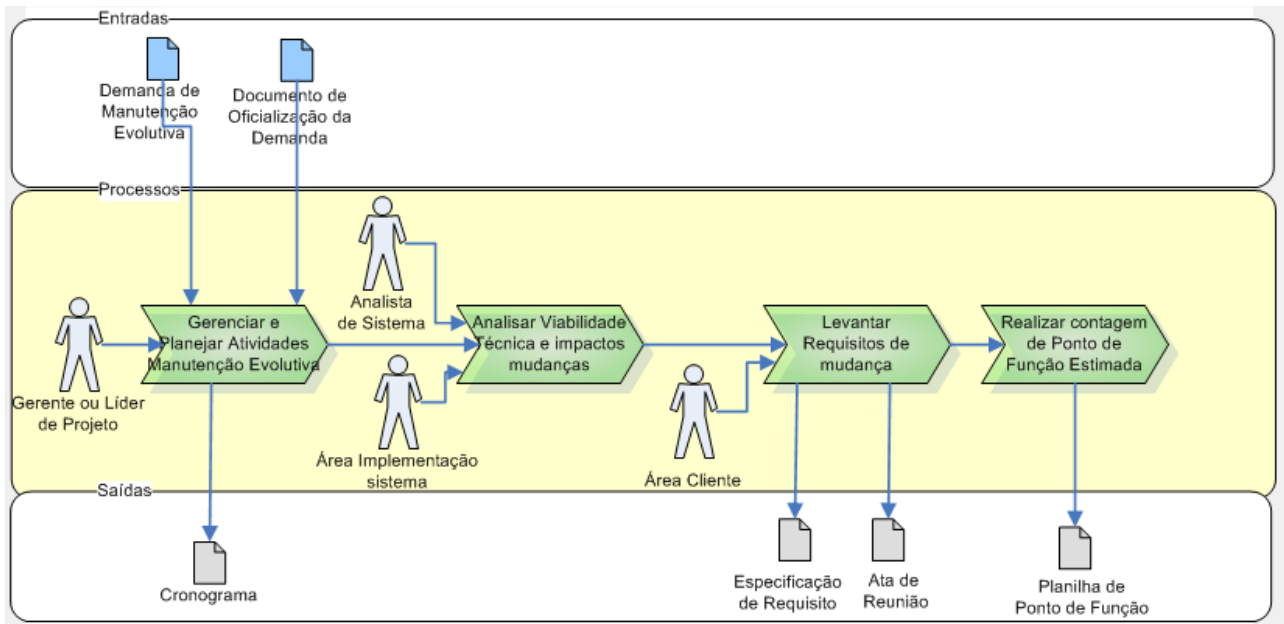 Entradas
Demanda de
Manutenção
Evolutiva
Documento de
Oficialização da
Demanda
Processos
Analista
de Sistema
Gerente ou Líder
de Projeto
Gerenciar e
Planejar Atividades
Manutenção Evolutiva
Área Implementação
sistema
Analisar Viabilidade
Técnica e impactos
mudanças
Área Cliente
Levantar
Requisitos de
mudança
Realizar contagem
de Ponto de
Função Estimada
Saídas
Cronograma
Especificação
de Requisito
Ata de
Reunião
Planilha de
Ponto de Função